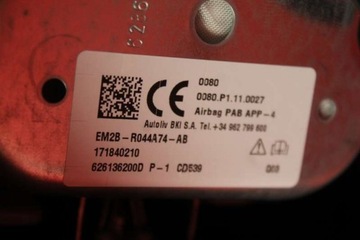 0080
0080.P1.11.0027
Airbag PAB APP-4
Autoliv BKI S.A. Tel.+34 962 799 600
EM2B-R044A74-AB
171840210
626136200D P-1 CD539